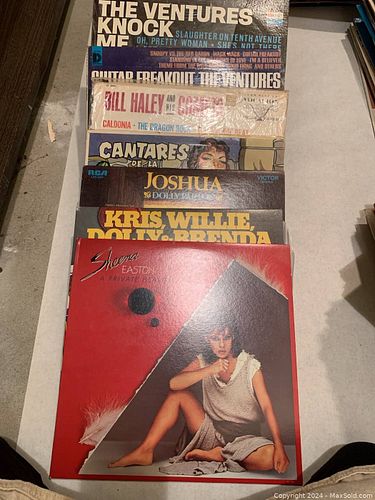 THE VENTURES
KNOCK
ME
SLAUGHTER ON TENTH AVENUE
OH, PRETTY WOMAN • SHE'S NOT THERE
GUITAR FREAKOUT THE VENTURES
BILL HALEY AND HIS COMETS
CALDONIA • THE DRAGON ROCK
CANTARES
DE LA
RCA
VICTOR
JOSHUA
DOLLY PARTON
KRIS, WILLIE,
DOLLY & BRENDA
Sheena
EASTON
A PRIVATE HEAVEN
Copyright 2024 - MaxSold.com